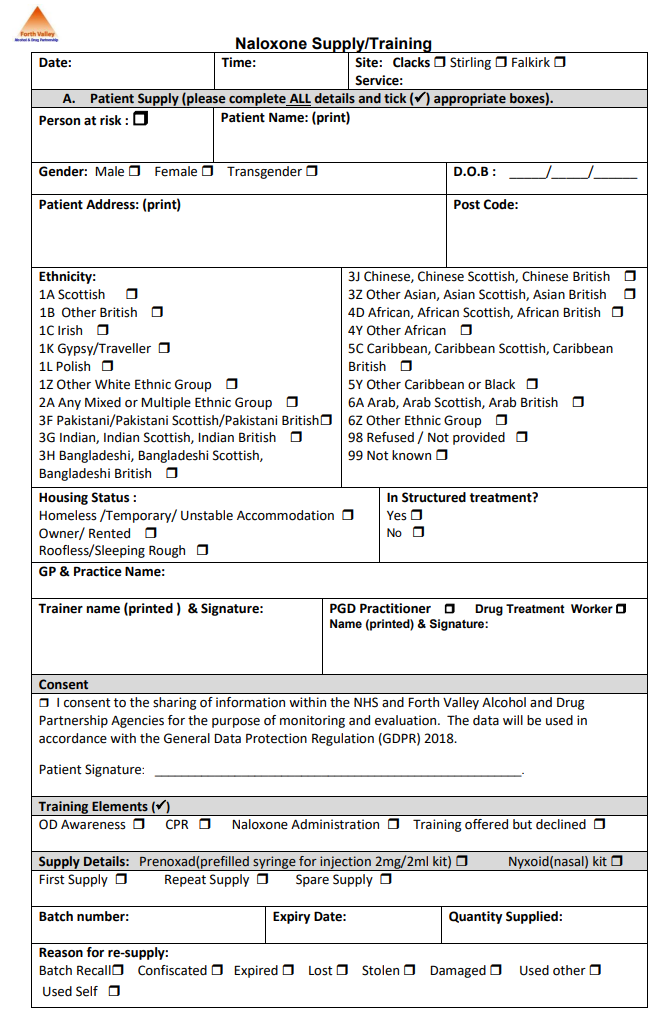 Forth Valley
Alcohol & Drug Partnership
Naloxone Supply/Training
Date:
Time:
Site: Clacks ❒ Stirling ❒ Falkirk ❒
Service:
A. Patient Supply (please complete ALL details and tick (✓) appropriate boxes).
Person at risk : ❒
Patient Name: (print)
Gender: Male ❒ Female ❒ Transgender ❒
D.O.B : _____/_____/______
Patient Address: (print)
Post Code:
Ethnicity:
1A Scottish ❒
1B Other British ❒
1C Irish ❒
1K Gypsy/Traveller ❒
1L Polish ❒
1Z Other White Ethnic Group ❒
2A Any Mixed or Multiple Ethnic Group ❒
3F Pakistani/Pakistani Scottish/Pakistani British❒
3G Indian, Indian Scottish, Indian British ❒
3H Bangladeshi, Bangladeshi Scottish,
Bangladeshi British ❒
3J Chinese, Chinese Scottish, Chinese British ❒
3Z Other Asian, Asian Scottish, Asian British ❒
4D African, African Scottish, African British ❒
4Y Other African ❒
5C Caribbean, Caribbean Scottish, Caribbean
British ❒
5Y Other Caribbean or Black ❒
6A Arab, Arab Scottish, Arab British ❒
6Z Other Ethnic Group ❒
98 Refused / Not provided ❒
99 Not known ❒
Housing Status :
Homeless /Temporary/ Unstable Accommodation ❒
Owner/ Rented ❒
Roofless/Sleeping Rough ❒
In Structured treatment?
Yes ❒
No ❒
GP & Practice Name:
Trainer name (printed ) & Signature:
PGD Practitioner ❒ Drug Treatment Worker ❒
Name (printed) & Signature:
Consent
❒ I consent to the sharing of information within the NHS and Forth Valley Alcohol and Drug
Partnership Agencies for the purpose of monitoring and evaluation. The data will be used in
accordance with the General Data Protection Regulation (GDPR) 2018.
Patient Signature: ______________________________________________.
Training Elements (✓)
OD Awareness ❒ CPR ❒ Naloxone Administration ❒ Training offered but declined ❒
Supply Details: Prenoxad(prefilled syringe for injection 2mg/2ml kit) ❒ Nyxoid(nasal) kit ❒
First Supply ❒ Repeat Supply ❒ Spare Supply ❒
Batch number:
Expiry Date:
Quantity Supplied:
Reason for re-supply:
Batch Recall❒ Confiscated ❒ Expired ❒ Lost ❒ Stolen ❒ Damaged ❒ Used other ❒
Used Self ❒